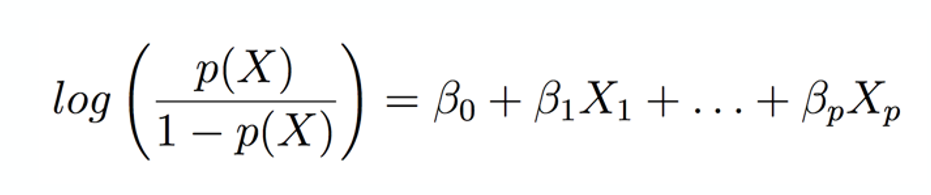 log(p(X)/(1 − p(X))) = β₀ + β₁X₁ + … + βₚXₚ